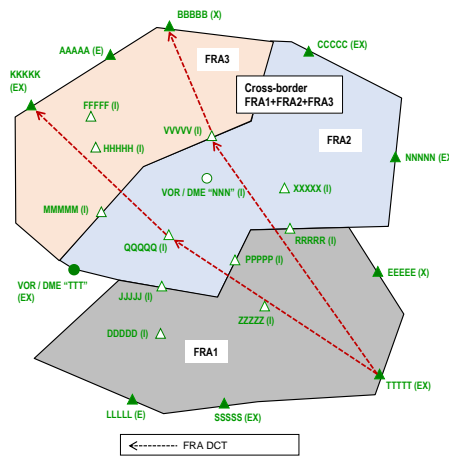 BBBBB (X)
AAAAA (E)
CCCCC (EX)
FRA3
KKKKK
(EX)
Cross-border
FRA1+FRA2+FRA3
FFFFF (I)
VVVVV (I)
FRA2
HHHHH (I)
NNNNN (EX)
VOR / DME “NNN” (I)
XXXXX (I)
MMMMM (I)
QQQQQ (I)
RRRRR (I)
PPPPP (I)
EEEEE (X)
VOR / DME “TTT”
(EX)
JJJJJ (I)
ZZZZZ (I)
DDDDD (I)
FRA1
TTTTT (EX)
LLLLL (E)
SSSSS (EX)
FRA DCT